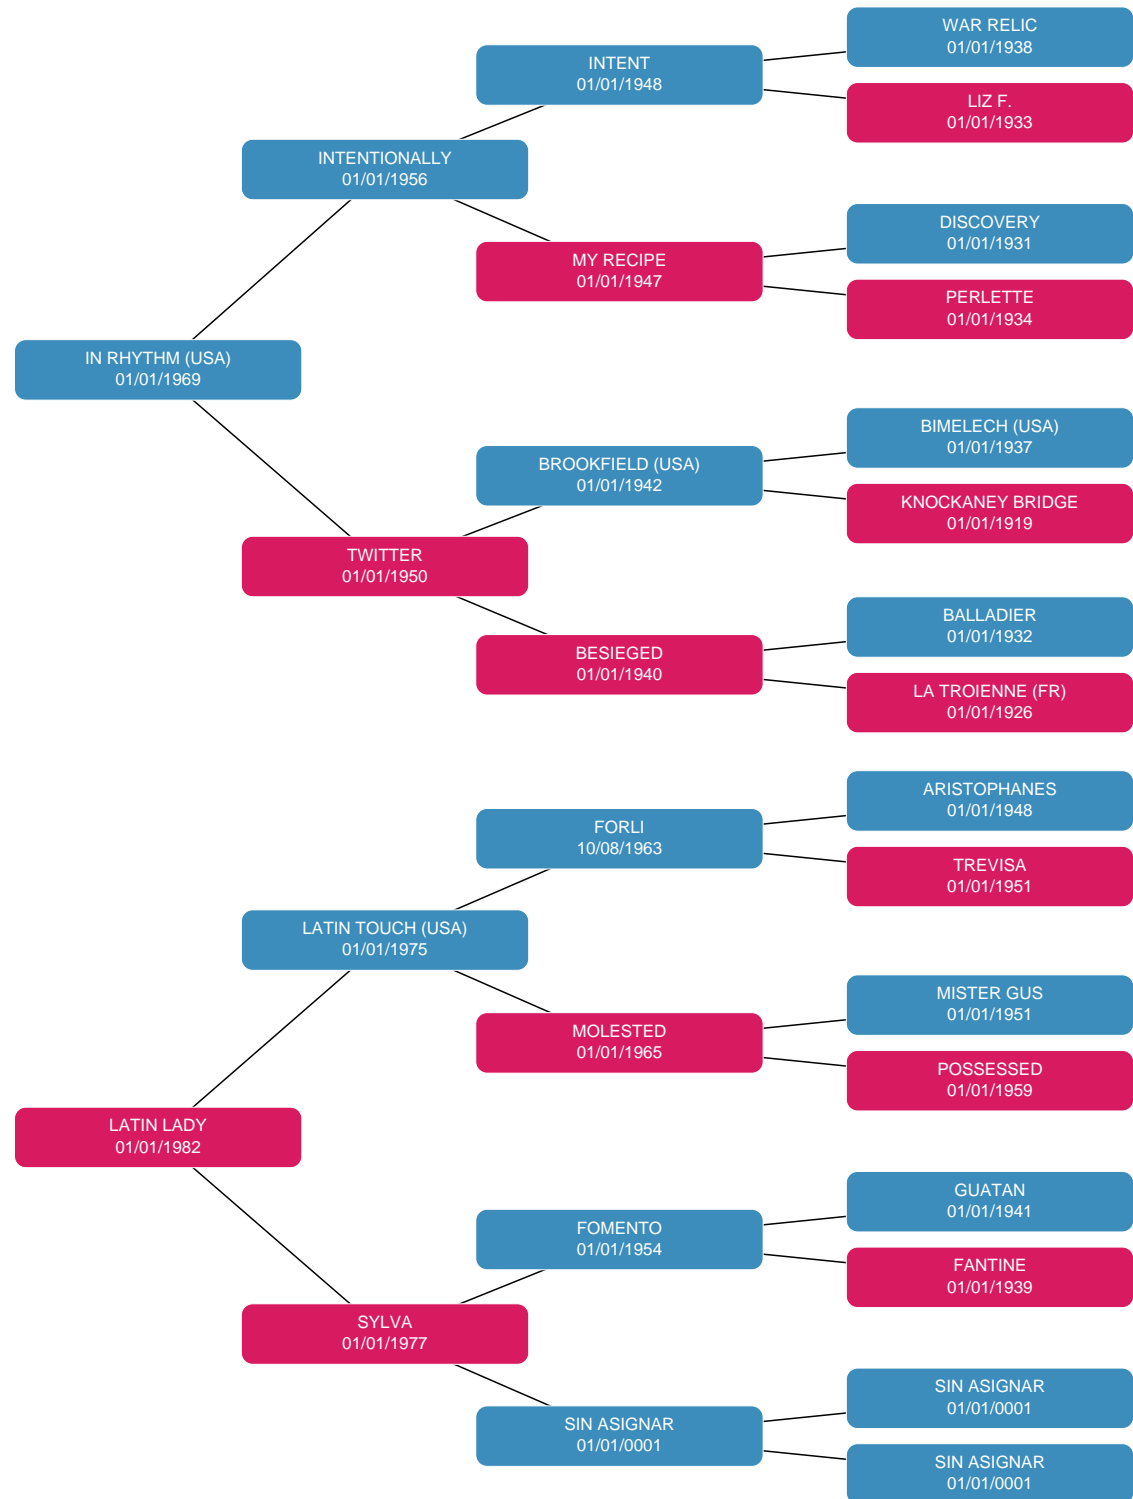 WAR RELIC
01/01/1938
INTENT
01/01/1948
LIZ F.
01/01/1933
INTENTIONALLY
01/01/1956
DISCOVERY
01/01/1931
MY RECIPE
01/01/1947
PERLETTE
01/01/1934
IN RHYTHM (USA)
01/01/1969
BIMELECH (USA)
01/01/1937
BROOKFIELD (USA)
01/01/1942
KNOCKANEY BRIDGE
01/01/1919
TWITTER
01/01/1950
BALLADIER
01/01/1932
BESIEGED
01/01/1940
LA TROIENNE (FR)
01/01/1926
ARISTOPHANES
01/01/1948
FORLI
10/08/1963
TREVISA
01/01/1951
LATIN TOUCH (USA)
01/01/1975
MISTER GUS
01/01/1951
MOLESTED
01/01/1965
POSSESSED
01/01/1959
LATIN LADY
01/01/1982
GUATAN
01/01/1941
FOMENTO
01/01/1954
FANTINE
01/01/1939
SYLVA
01/01/1977
SIN ASIGNAR
01/01/0001
SIN ASIGNAR
01/01/0001
SIN ASIGNAR
01/01/0001